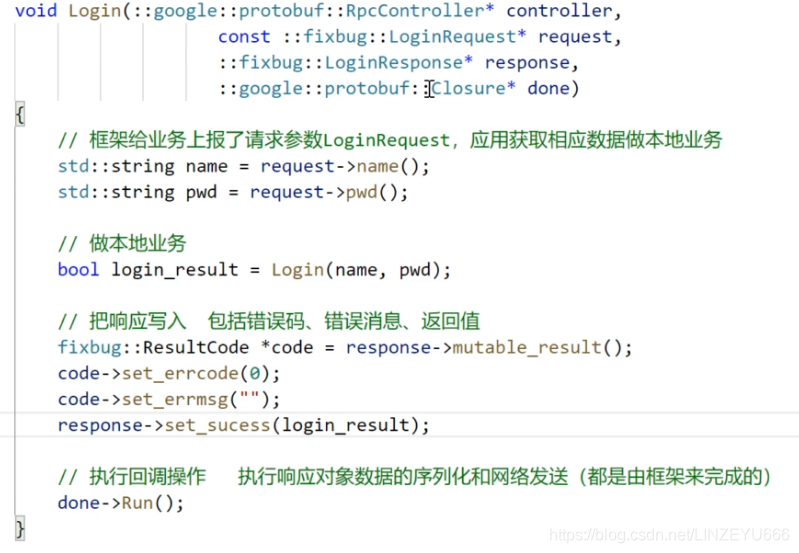 void Login(::google::protobuf::RpcController* controller,
const ::fixbug::LoginRequest* request,
::fixbug::LoginResponse* response,
::google::protobuf::Closure* done)
{
// 框架给业务上报了请求参数LoginRequest，应用获取相应数据做本地业务
std::string name = request->name();
std::string pwd = request->pwd();
// 做本地业务
bool login_result = Login(name, pwd);
// 把响应写入 包括错误码、错误消息、返回值
fixbug::ResultCode *code = response->mutable_result();
code->set_errcode(0);
code->set_errmsg("");
response->set_sucess(login_result);
// 执行回调操作 执行响应对象数据的序列化和网络发送（都是由框架来完成的）
done->Run();
}
https://blog.csdn.net/LINZEYU666